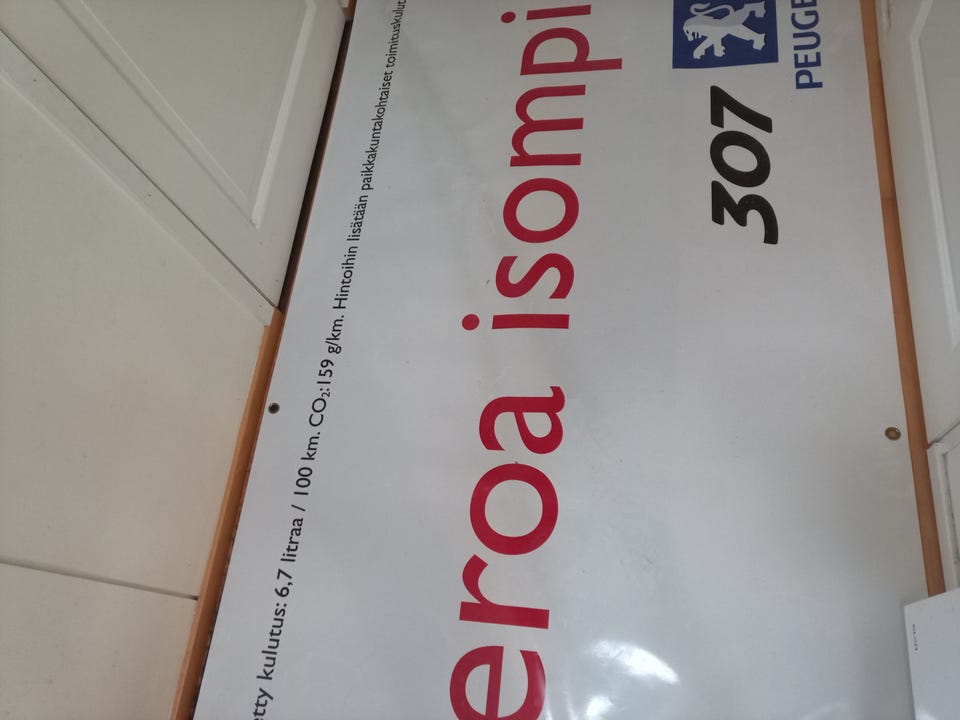 etty kulutus: 6,7 litraa / 100 km. CO₂:159 g/km. Hintoihin lisätään paikkakuntakohtaiset toimituskulut
eroa isompi
307
PEUGE